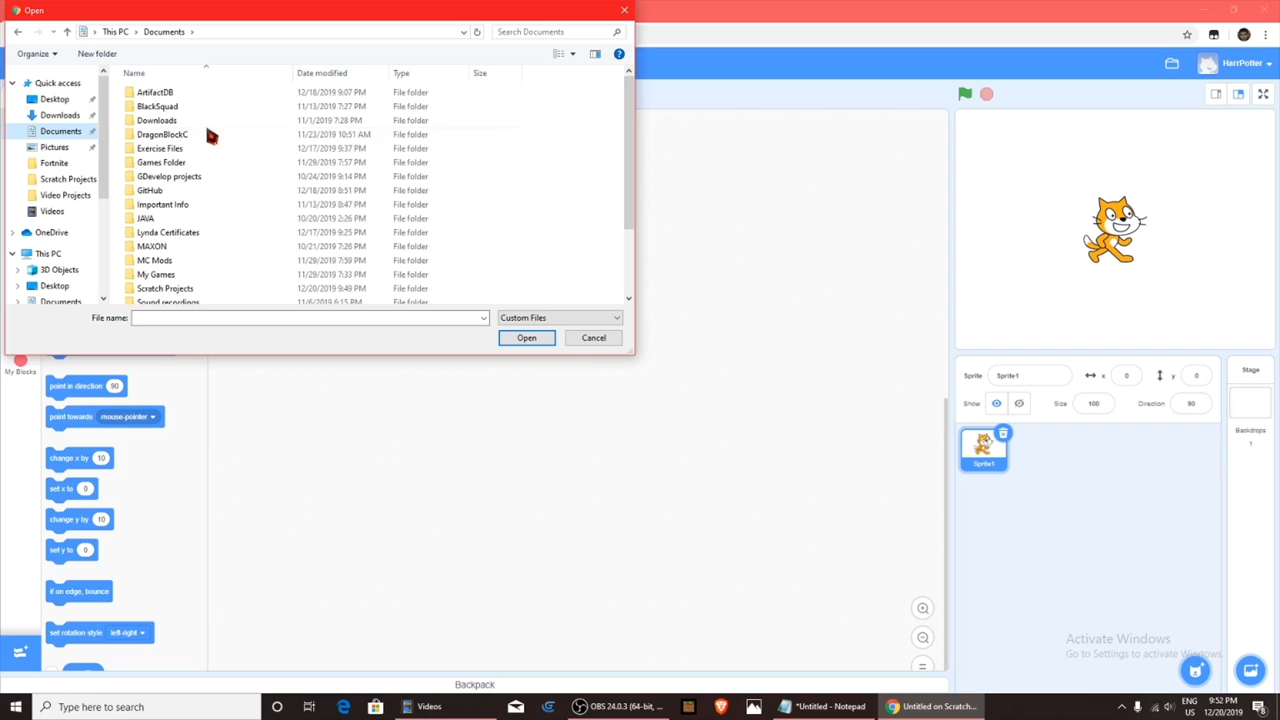 Open
This PC > Documents >
Search Documents
Organize
New folder
Name
Date modified
Type
Size
Quick access
Desktop
Downloads
Documents
Pictures
Fortnite
Scratch Projects
Video Projects
Videos
OneDrive
This PC
3D Objects
Desktop
Documents
ArtifactDB 12/18/2019 9:07 PM File folder
BlackSquad 11/13/2019 7:27 PM File folder
Downloads 11/1/2019 7:28 PM File folder
DragonBlockC 11/23/2019 10:51 AM File folder
Exercise Files 12/17/2019 9:37 PM File folder
Games Folder 11/29/2019 7:57 PM File folder
GDevelop projects 10/24/2019 9:14 PM File folder
GitHub 12/18/2019 8:51 PM File folder
Important Info 11/13/2019 8:47 PM File folder
JAVA 10/20/2019 2:26 PM File folder
Lynda Certificates 12/17/2019 9:25 PM File folder
MAXON 10/21/2019 7:26 PM File folder
MC Mods 11/29/2019 7:59 PM File folder
My Games 11/29/2019 7:33 PM File folder
Scratch Projects 12/20/2019 9:49 PM File folder
Sound recordings 11/6/2019 6:15 PM File folder
File name:
Custom Files
Open
Cancel
HarrPotter
My Blocks
point in direction 90
point towards mouse-pointer
change x by 10
set x to 0
change y by 10
set y to 0
if on edge, bounce
set rotation style left-right
Sprite Sprite1 x 0 y 0
Show Size 100 Direction 90
Sprite1
Stage
Backdrops
1
Activate Windows
Go to Settings to activate Windows.
Backpack
Type here to search
Videos
OBS 24.0.3 (64-bit, ...
*Untitled - Notepad
Untitled on Scratch...
ENG
US
9:52 PM
12/20/2019